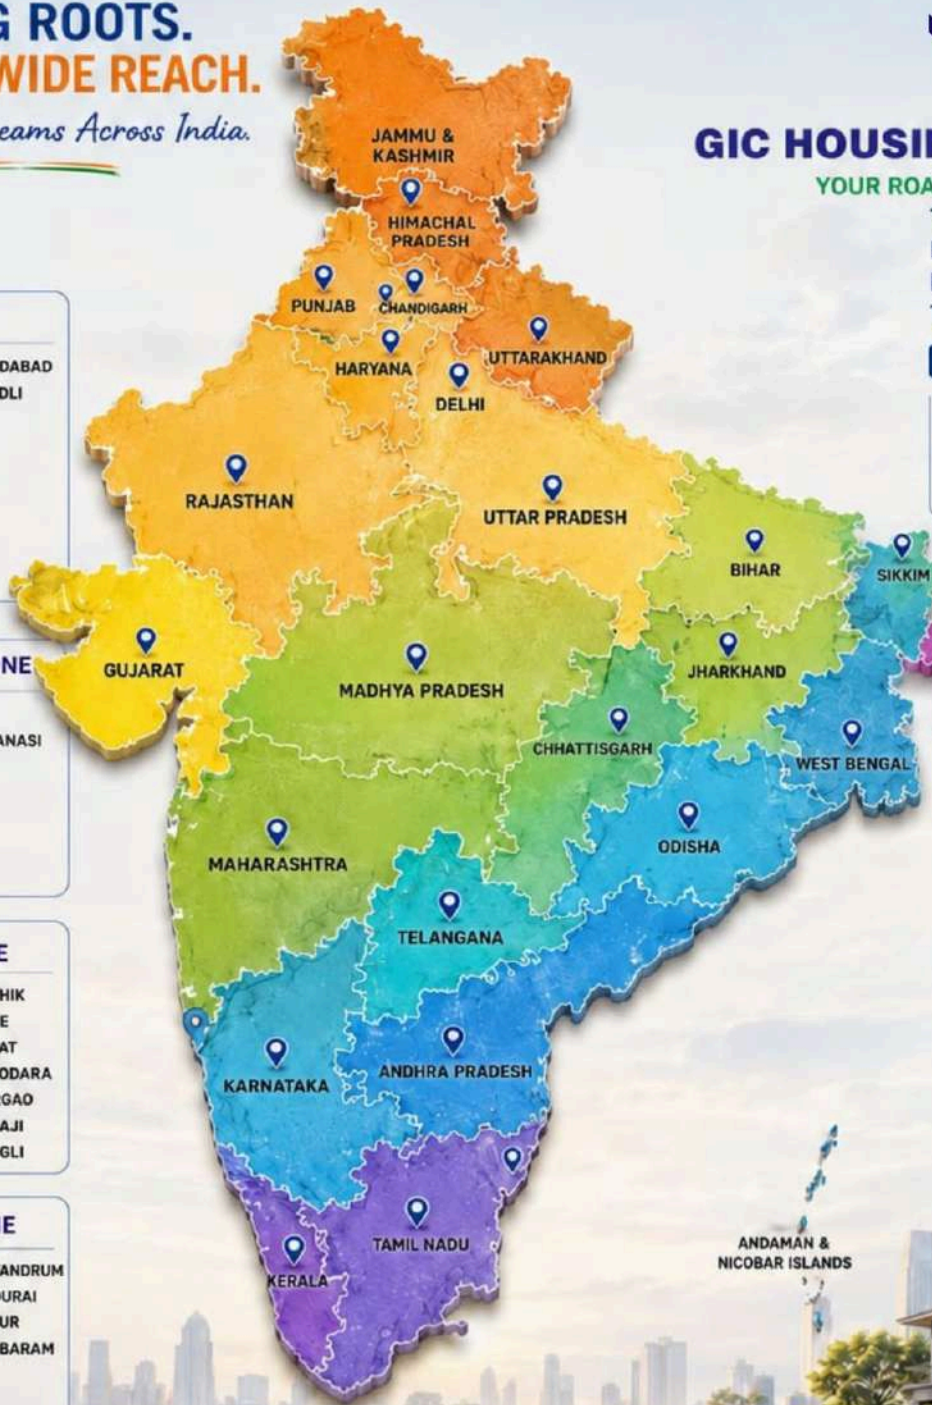 G ROOTS.
WIDE REACH.
eams Across India.
GIC HOUSI
YOUR ROA
JAMMU &
KASHMIR
HIMACHAL
PRADESH
PUNJAB
CHANDIGARH
HARYANA
UTTARAKHAND
DELHI
RAJASTHAN
UTTAR PRADESH
BIHAR
SIKKIM
GUJARAT
MADHYA PRADESH
JHARKHAND
CHHATTISGARH
WEST BENGAL
MAHARASHTRA
ODISHA
TELANGANA
KARNATAKA
ANDHRA PRADESH
TAMIL NADU
KERALA
ANDAMAN &
NICOBAR ISLANDS
DABAD
DLI
NE
ANASI
E
HIK
E
AT
ODARA
GAO
AJI
GLI
E
ANDRUM
URAI
UR
BARAM